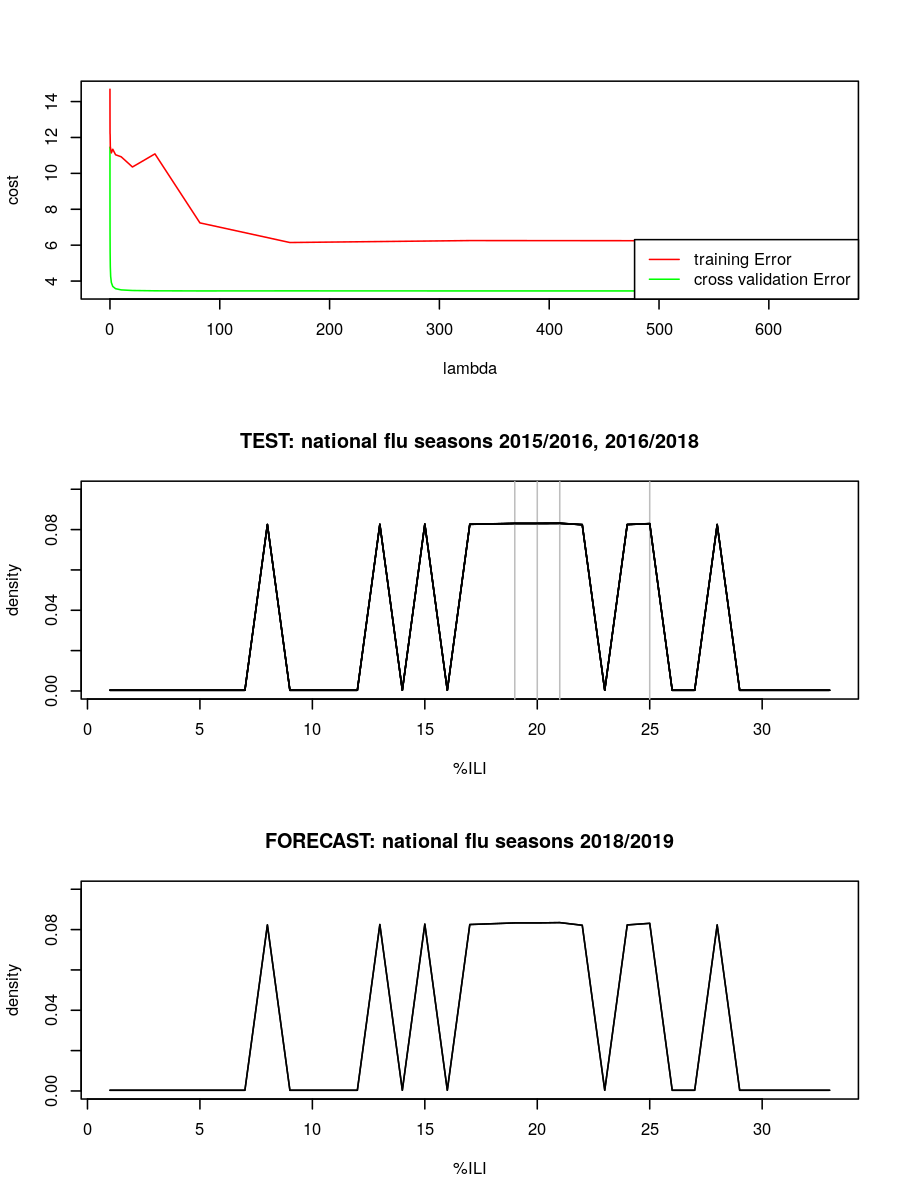 14
12
10
8
6
4
cost
training Error
cross validation Error
0 100 200 300 400 500 600
lambda
TEST: national flu seasons 2015/2016, 2016/2018
0.08
0.04
0.00
density
0 5 10 15 20 25 30
%ILI
FORECAST: national flu seasons 2018/2019
0.08
0.04
0.00
density
0 5 10 15 20 25 30
%ILI